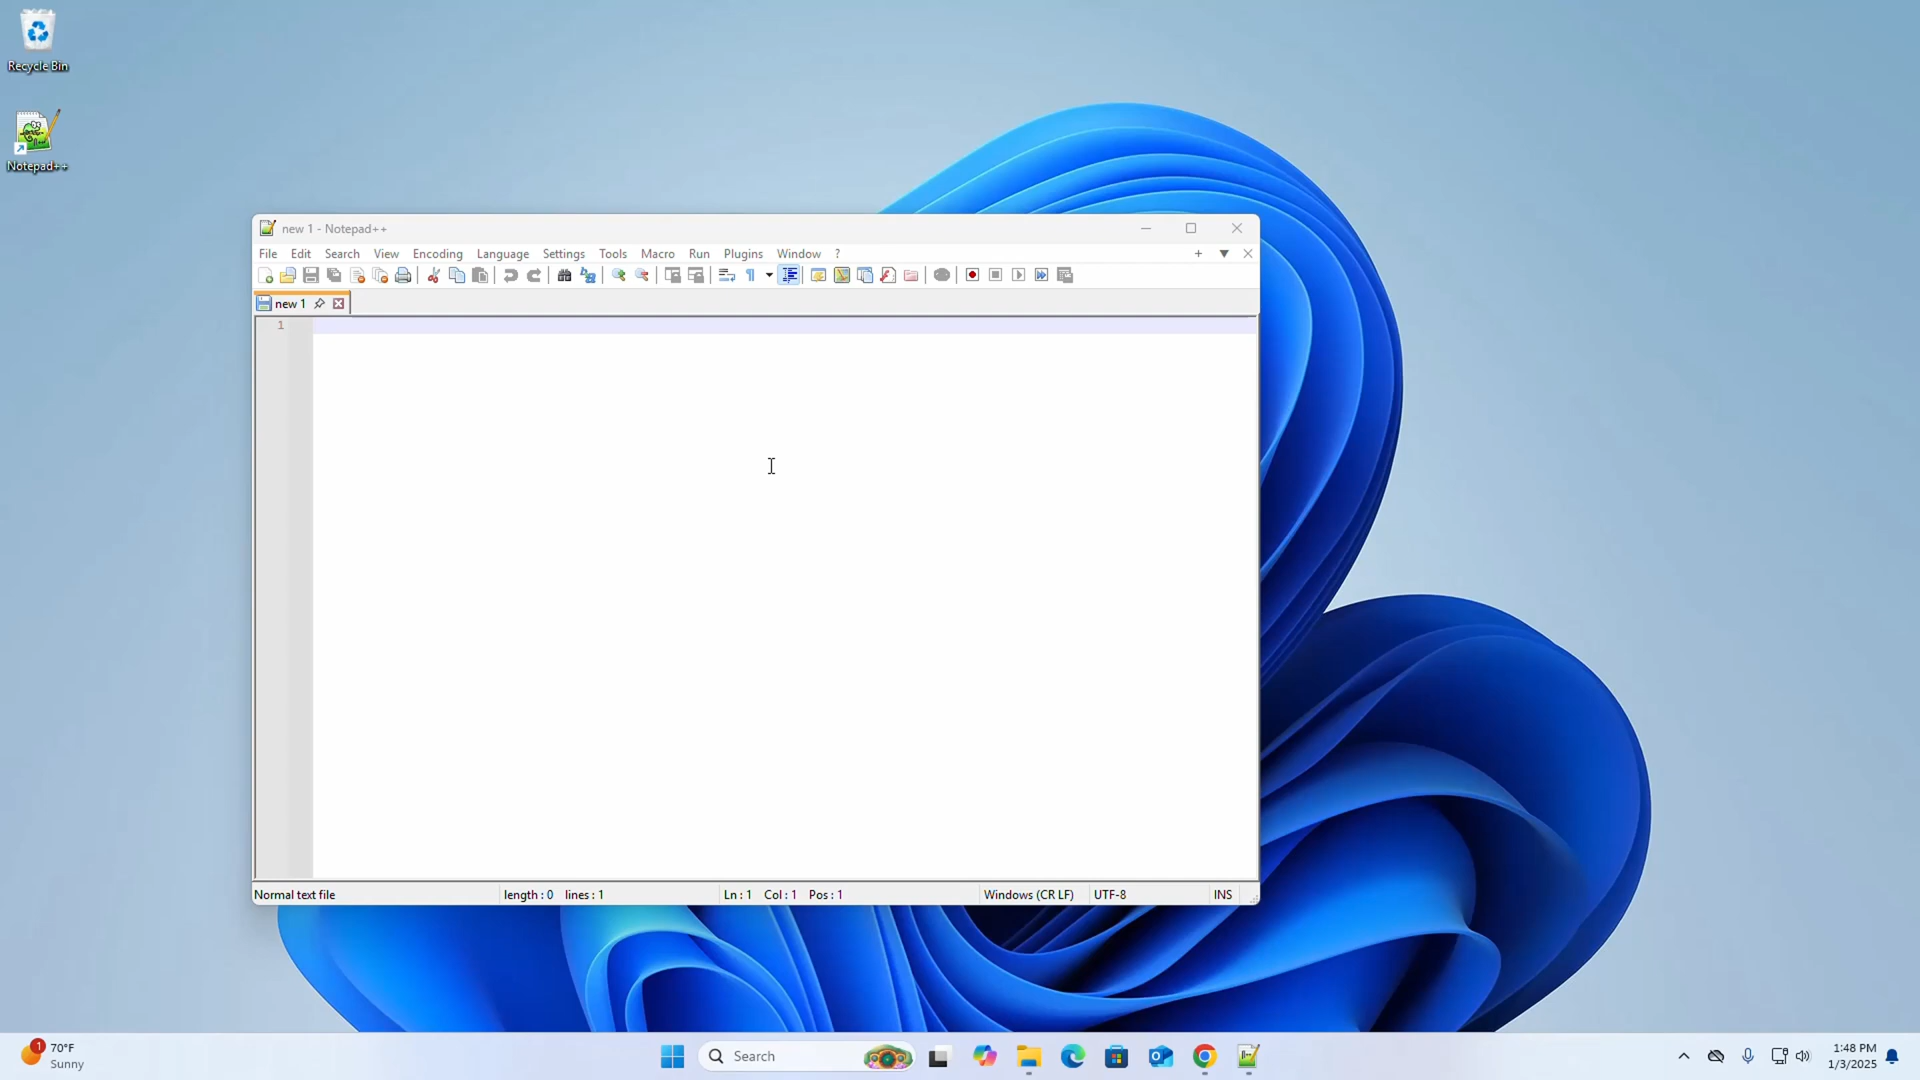 Recycle Bin
Notepad++
new 1 - Notepad++
File Edit Search View Encoding Language Settings Tools Macro Run Plugins Window ?
new 1
1
Normal text file length : 0 lines : 1 Ln : 1 Col : 1 Pos : 1 Windows (CR LF) UTF-8 INS
1
70°F
Sunny
Search
1:48 PM
1/3/2025